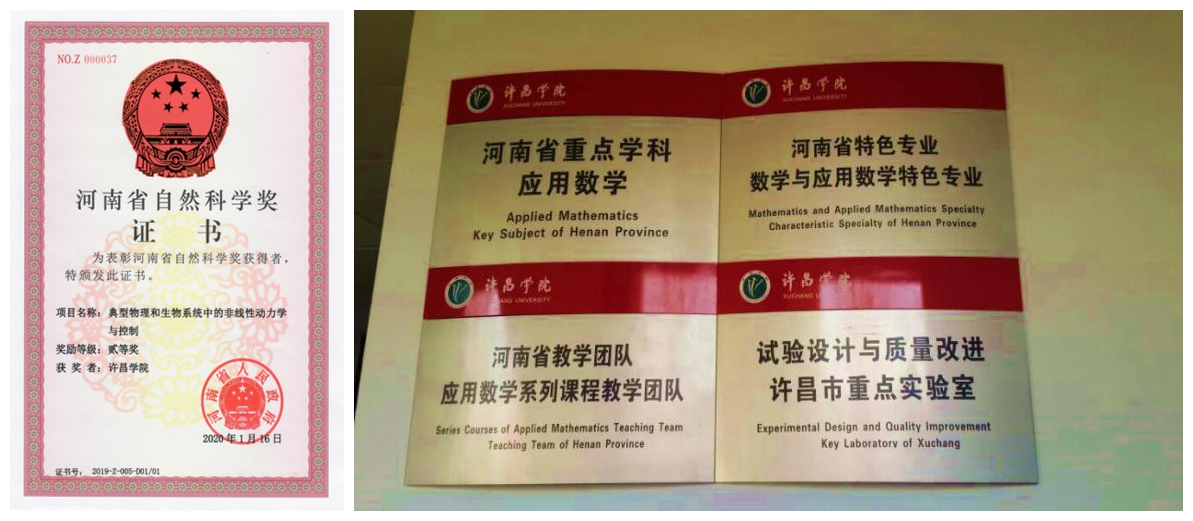 NO.Z 000037
河南省自然科学奖
证 书
为表彰河南省自然科学奖获得者，
特颁发此证书。
项目名称： 典型物理和生物系统中的非线性动力学
与控制
奖励等级： 贰等奖
获 奖 者： 许昌学院
河南省人民政府
2020 年 1 月 16 日
证书号： 2019-Z-005-D01/01
许昌学院
XUCHANG UNIVERSITY
河南省重点学科
应用数学
Applied Mathematics
Key Subject of Henan Province
许昌学院
XUCHANG UNIVERSITY
河南省特色专业
数学与应用数学特色专业
Mathematics and Applied Mathematics Specialty
Characteristic Specialty of Henan Province
许昌学院
XUCHANG UNIVERSITY
河南省教学团队
应用数学系列课程教学团队
Series Courses of Applied Mathematics Teaching Team
Teaching Team of Henan Province
许昌学院
XUCHANG UNIVERSITY
试验设计与质量改进
许昌市重点实验室
Experimental Design and Quality Improvement
Key Laboratory of Xuchang